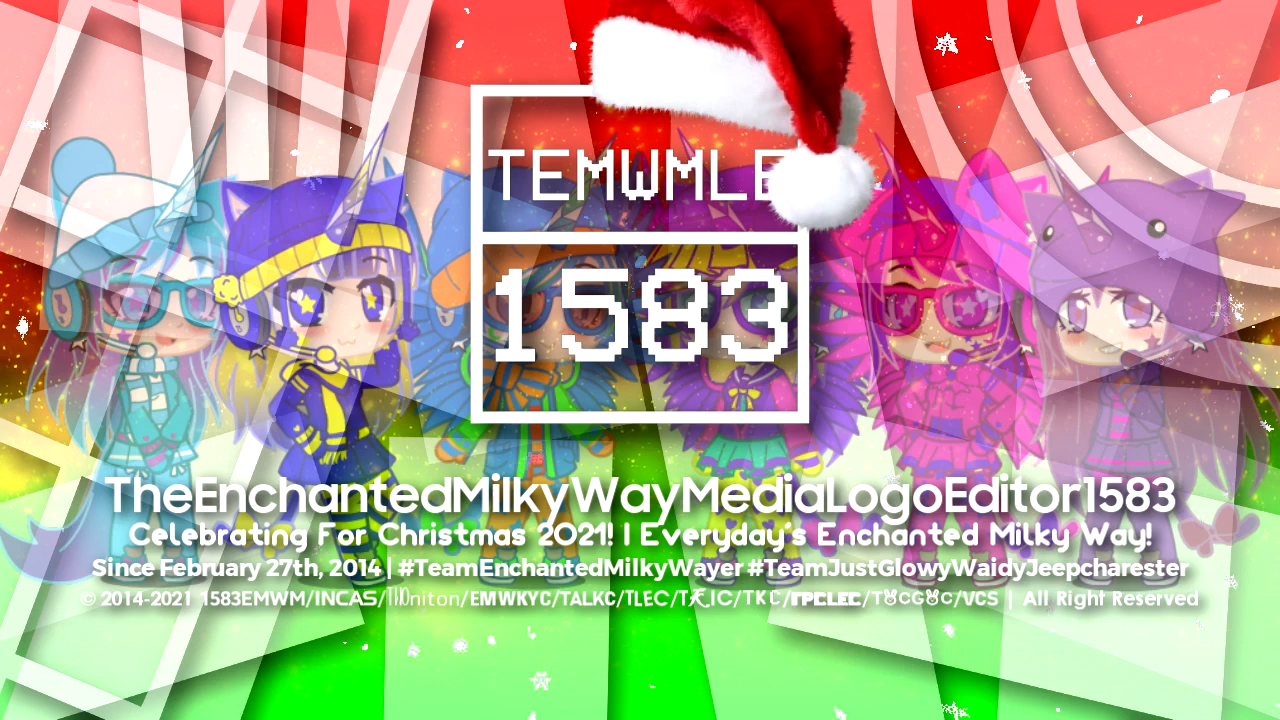 TEMWMLE
1583
TheEnchantedMilkyWayMediaLogoEditor1583
Celebrating For Christmas 2021! | Everyday's Enchanted Milky Way!
Since February 27th, 2014 | #TeamEnchantedMilkyWayer #TeamJustGlowyWaidyJeepcharester
© 2014-2021 1583EMWM/INCAS/ /EMWKYC/TALKC/TLEC/ /TKC/TPCLEC/ /VCS | All Right Reserved